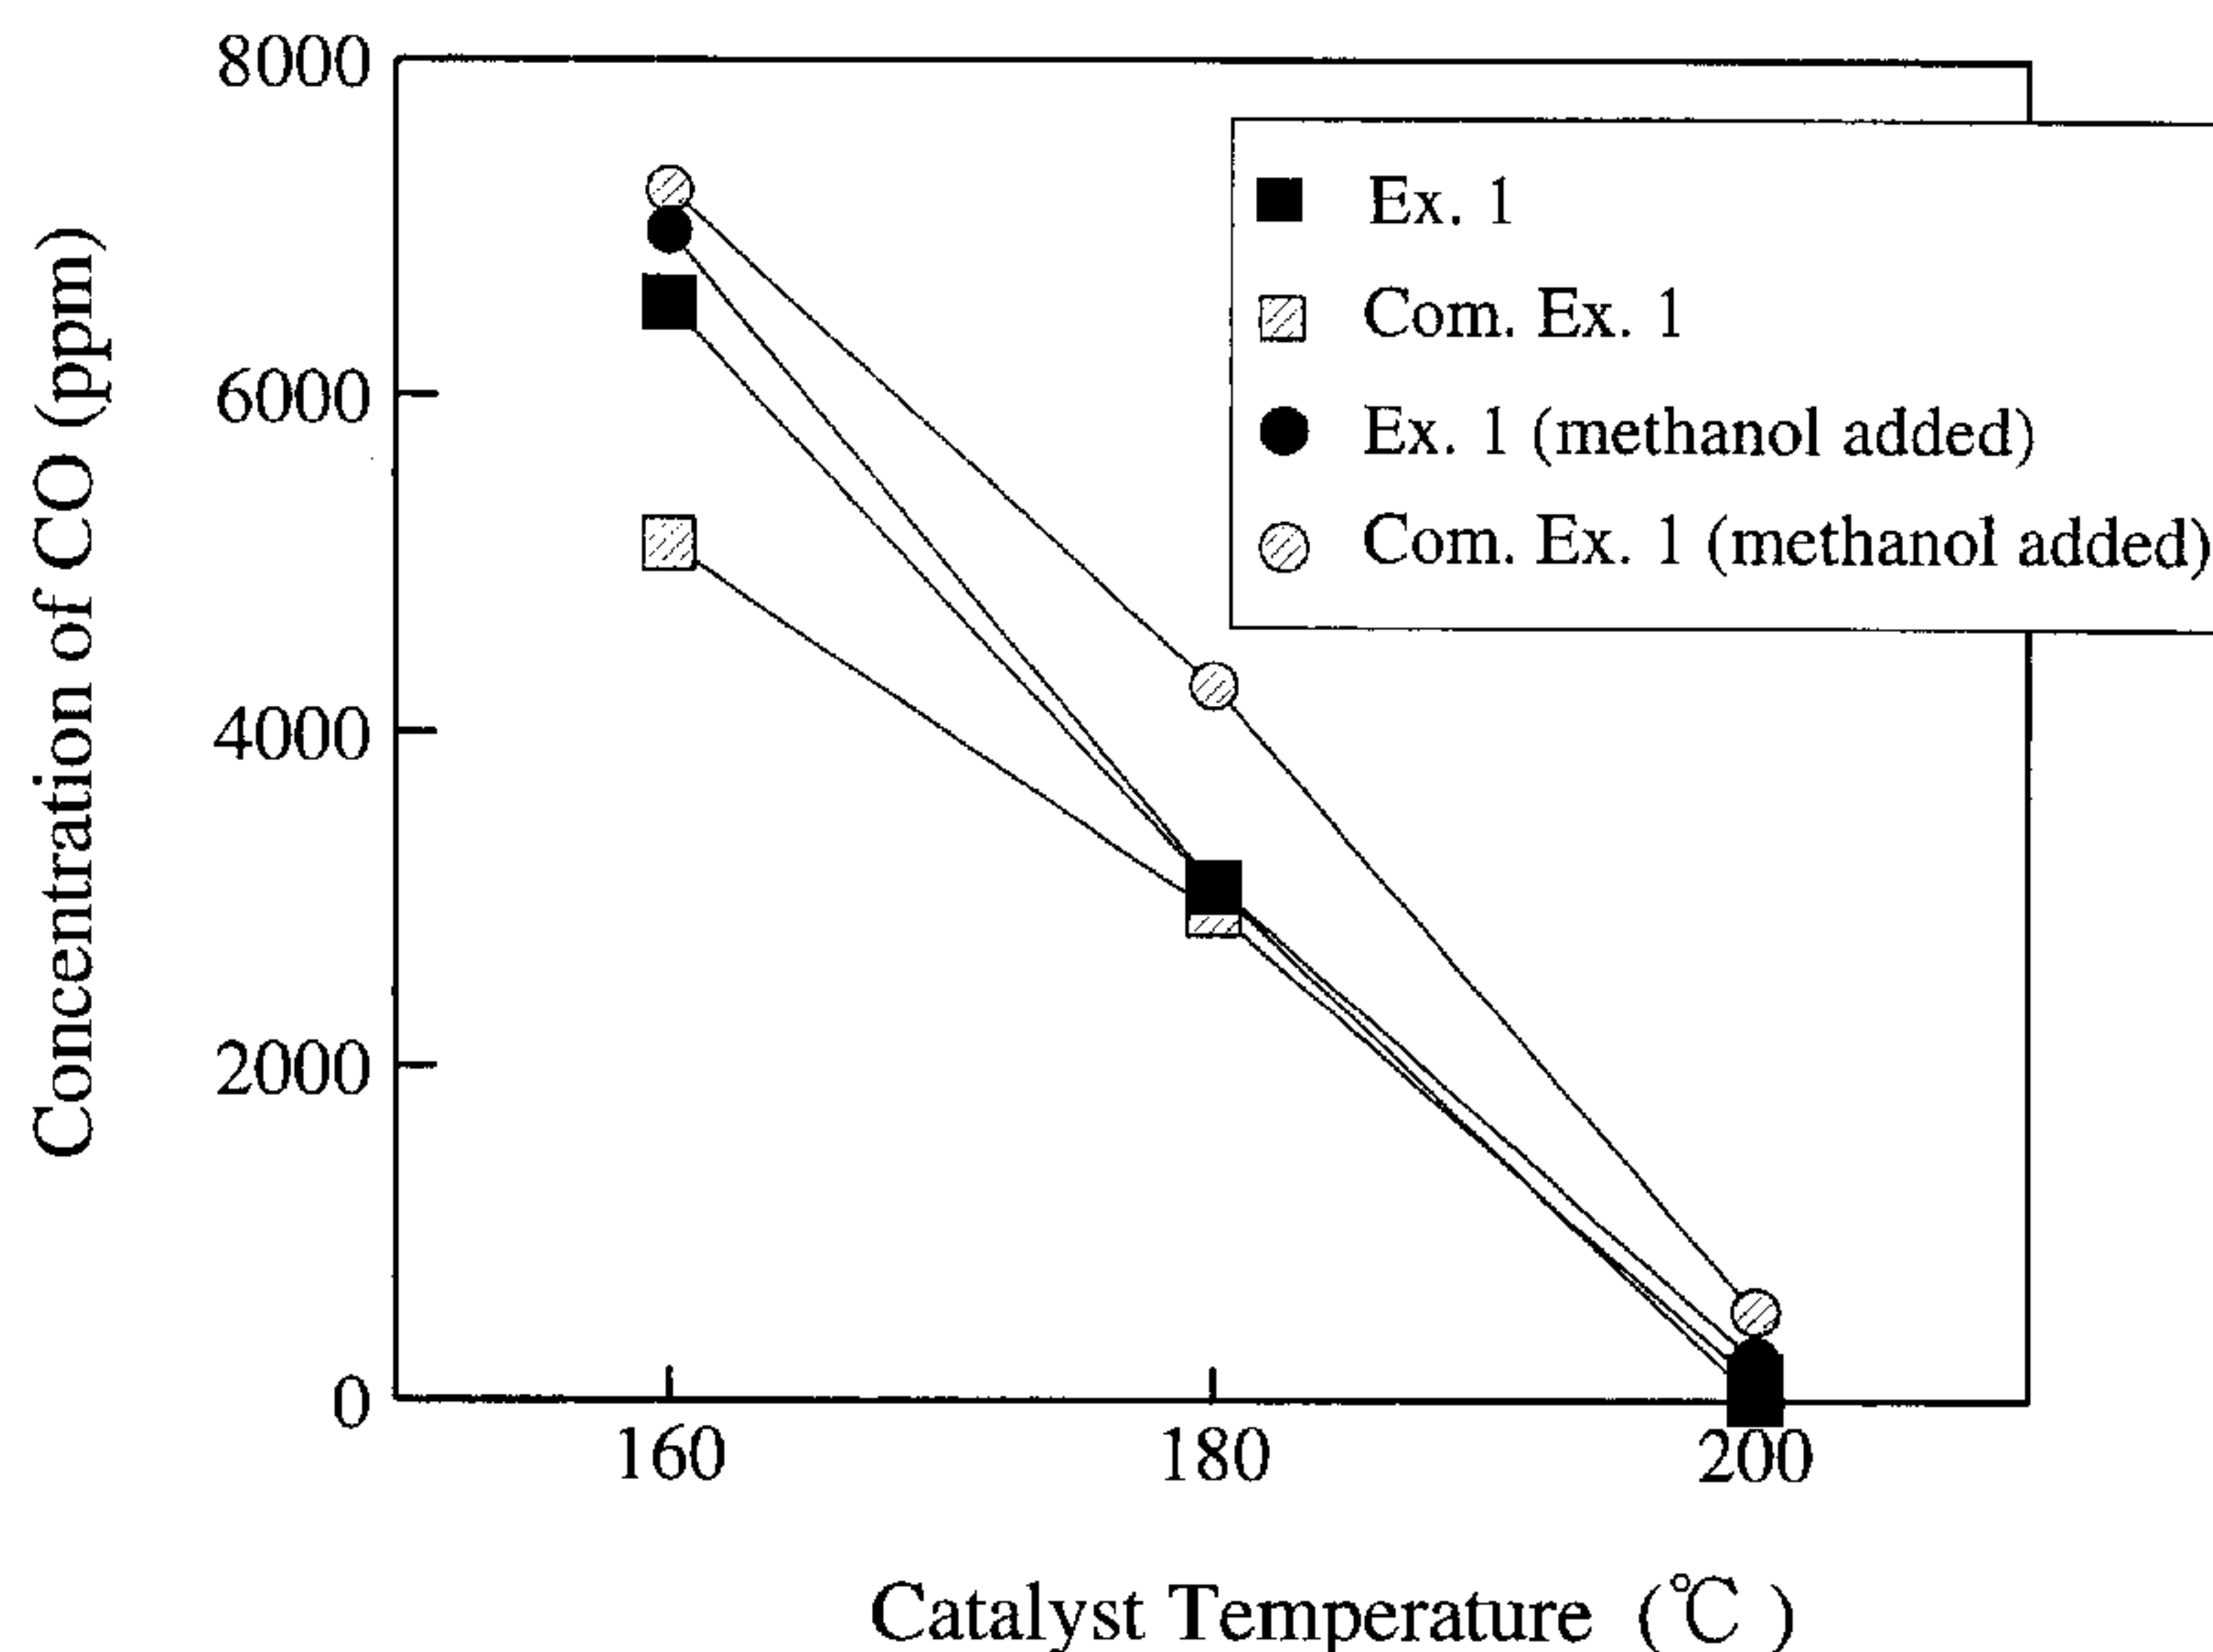 8000
6000
4000
2000
0
Concentration of CO (ppm)
Ex. 1
Com. Ex. 1
Ex. 1 (methanol added)
Com. Ex. 1 (methanol added)
160 180 200
Catalyst Temperature (℃)